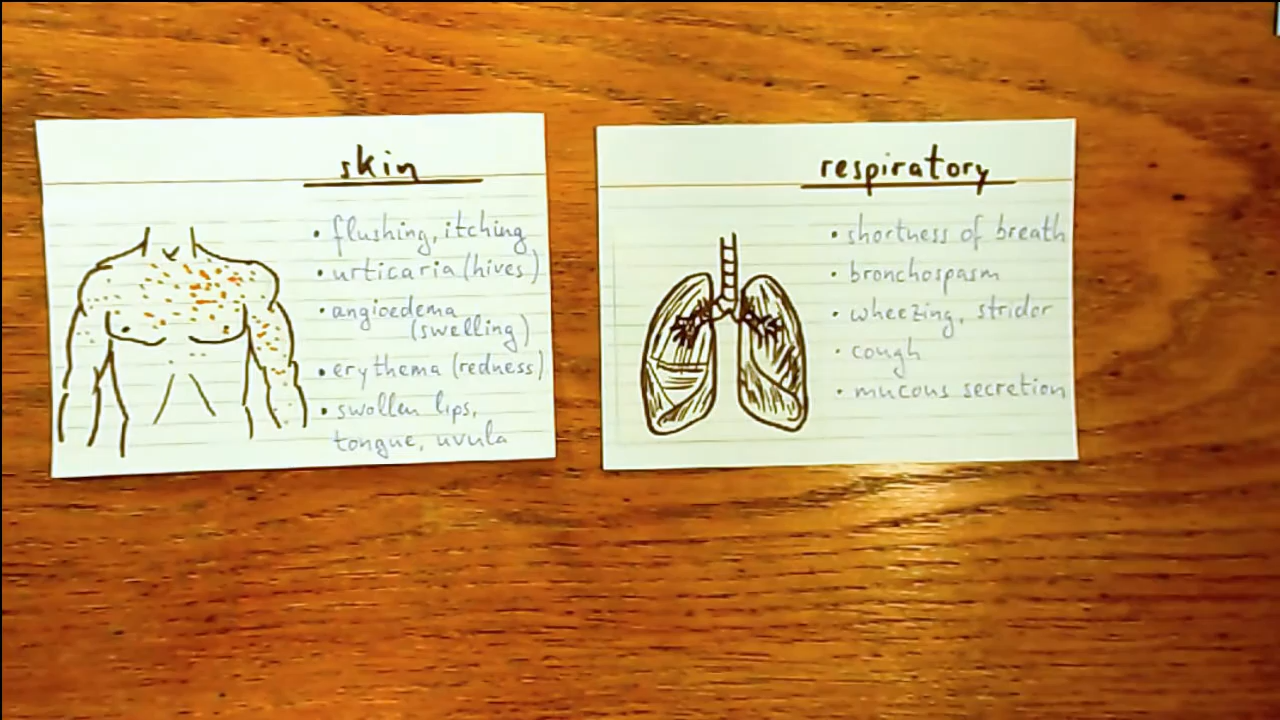 skin
• flushing, itching
• urticaria (hives)
• angioedema
(swelling)
• erythema (redness)
• swollen lips,
tongue, uvula
respiratory
• shortness of breath
• bronchospasm
• wheezing, stridor
• cough
• mucous secretion